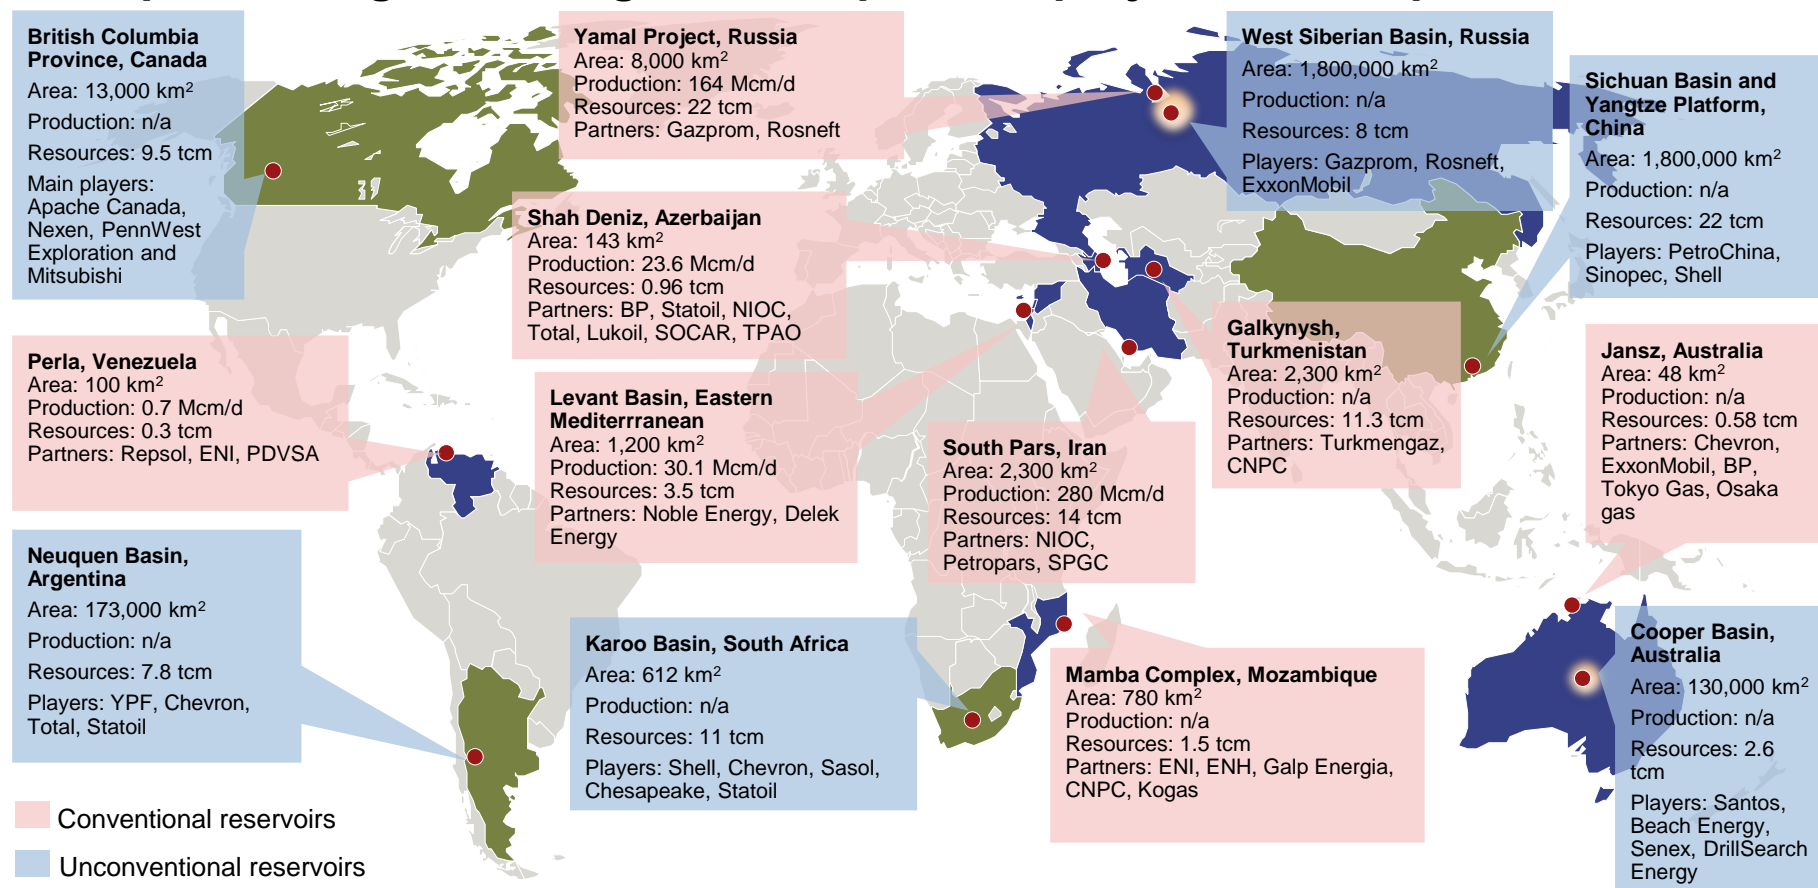 British Columbia
Province, Canada
Area: 13,000 km²
Production: n/a
Resources: 9.5 tcm
Main players:
Apache Canada,
Nexen, PennWest
Exploration and
Mitsubishi
Yamal Project, Russia
Area: 8,000 km²
Production: 164 Mcm/d
Resources: 22 tcm
Partners: Gazprom, Rosneft
West Siberian Basin, Russia
Area: 1,800,000 km²
Production: n/a
Resources: 8 tcm
Players: Gazprom, Rosneft,
ExxonMobil
Sichuan Basin and
Yangtze Platform,
China
Area: 1,800,000 km²
Production: n/a
Resources: 22 tcm
Players: PetroChina,
Sinopec, Shell
Shah Deniz, Azerbaijan
Area: 143 km²
Production: 23.6 Mcm/d
Resources: 0.96 tcm
Partners: BP, Statoil, NIOC,
Total, Lukoil, SOCAR, TPAO
Perla, Venezuela
Area: 100 km²
Production: 0.7 Mcm/d
Resources: 0.3 tcm
Partners: Repsol, ENI, PDVSA
Levant Basin, Eastern
Mediterrranean
Area: 1,200 km²
Production: 30.1 Mcm/d
Resources: 3.5 tcm
Partners: Noble Energy, Delek
Energy
South Pars, Iran
Area: 2,300 km²
Production: 280 Mcm/d
Resources: 14 tcm
Partners: NIOC,
Petropars, SPGC
Galkynysh,
Turkmenistan
Area: 2,300 km²
Production: n/a
Resources: 11.3 tcm
Partners: Turkmengaz,
CNPC
Jansz, Australia
Area: 48 km²
Production: n/a
Resources: 0.58 tcm
Partners: Chevron,
ExxonMobil, BP,
Tokyo Gas, Osaka
gas
Neuquen Basin,
Argentina
Area: 173,000 km²
Production: n/a
Resources: 7.8 tcm
Players: YPF, Chevron,
Total, Statoil
Karoo Basin, South Africa
Area: 612 km²
Production: n/a
Resources: 11 tcm
Players: Shell, Chevron, Sasol,
Chesapeake, Statoil
Mamba Complex, Mozambique
Area: 780 km²
Production: n/a
Resources: 1.5 tcm
Partners: ENI, ENH, Galp Energia,
CNPC, Kogas
Cooper Basin,
Australia
Area: 130,000 km²
Production: n/a
Resources: 2.6
tcm
Players: Santos,
Beach Energy,
Senex, DrillSearch
Energy
Conventional reservoirs
Unconventional reservoirs